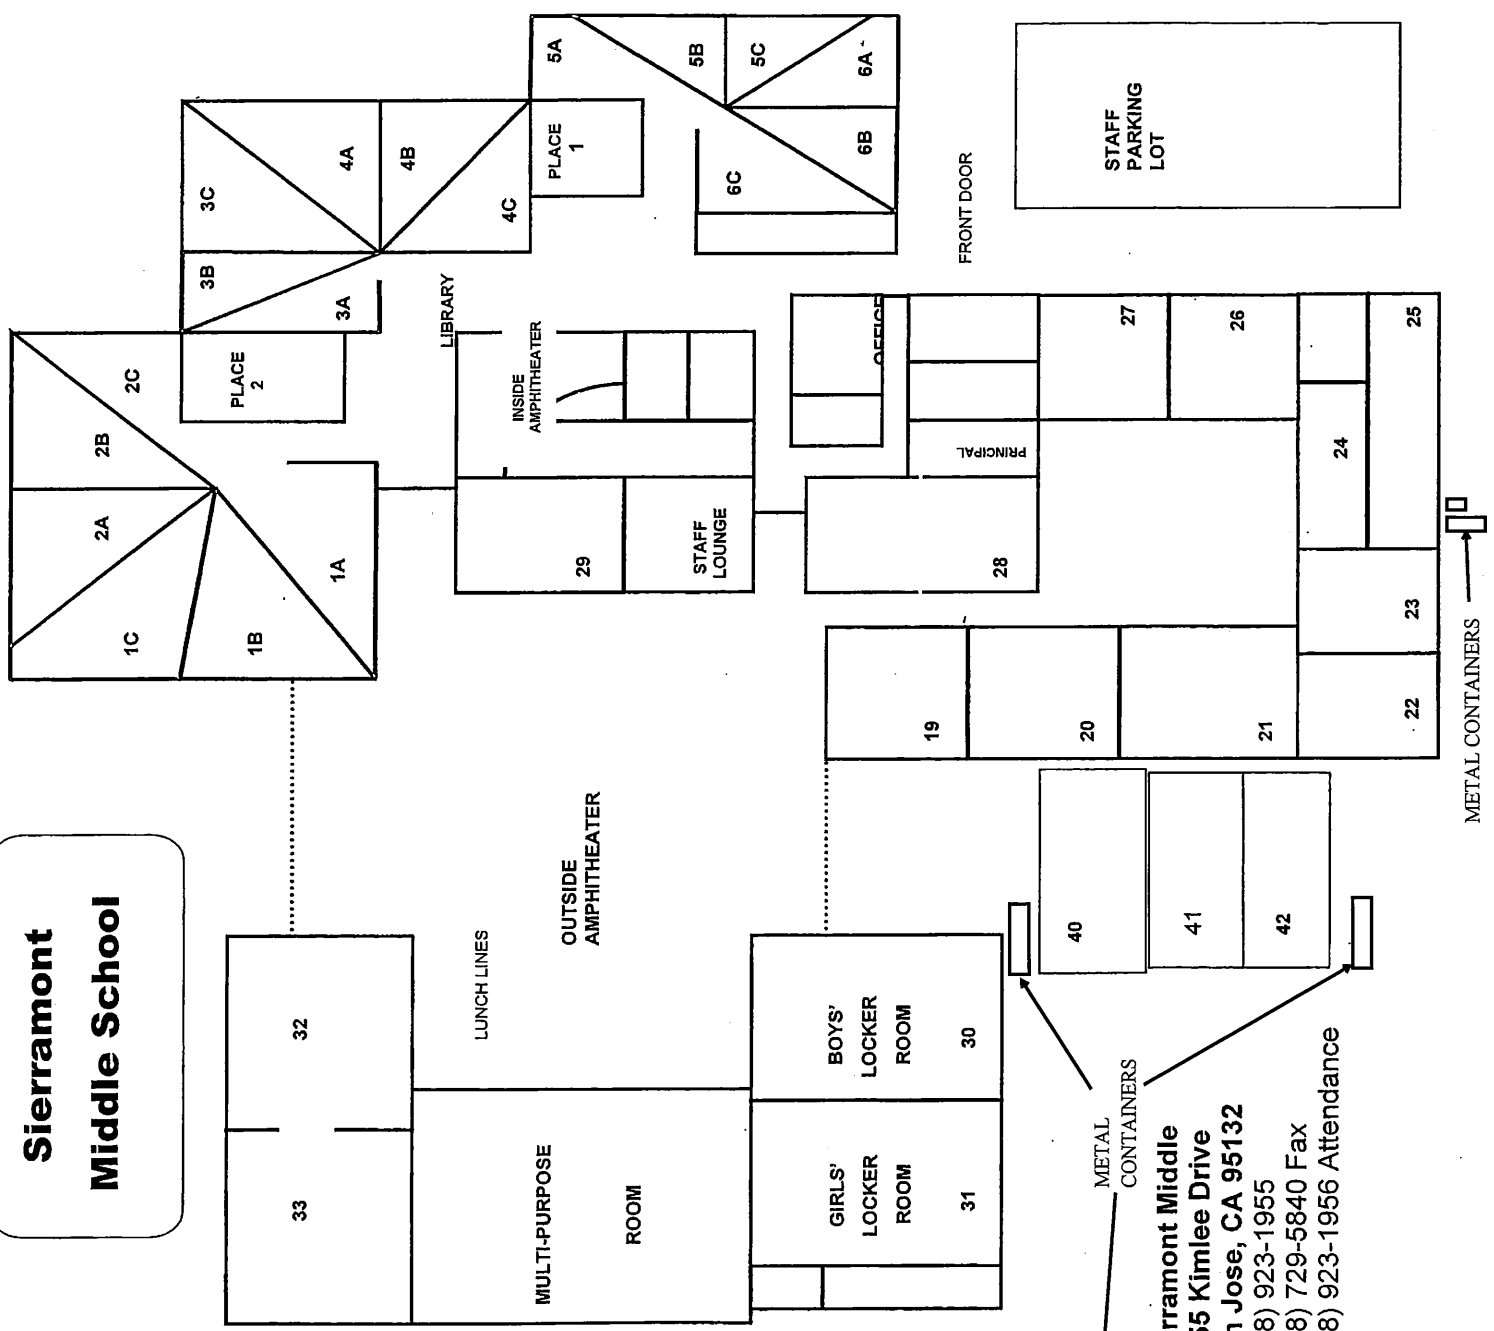 Sierramont
Middle School
33
32
MULTI-PURPOSE
ROOM
LUNCH LINES
OUTSIDE
AMPHITHEATER
GIRLS'
LOCKER
ROOM
31
BOYS'
LOCKER
ROOM
30
METAL
CONTAINERS
40
41
42
1C
1B
1A
2A
2B
2C
PLACE
2
3A
3B
3C
4A
4B
4C
PLACE
1
5A
5B
5C
6A
6B
6C
LIBRARY
INSIDE
AMPHITHEATER
29
STAFF
LOUNGE
OFFICE
PRINCIPAL
28
FRONT DOOR
STAFF
PARKING
LOT
19
20
21
22
23
24
25
26
27
METAL CONTAINERS
rramont Middle
Kimlee Drive
Jose, CA 95132
8) 923-1955
8) 729-5840 Fax
8) 923-1956 Attendance